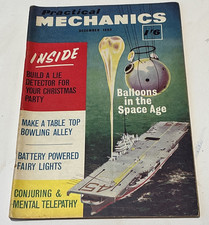 Practical
MECHANICS
DECEMBER
1/6
INSIDE
BUILD A LIE
DETECTOR FOR
YOUR CHRISTMAS
PARTY
Balloons
in the
Space Age
MAKE A TABLE TOP
BOWLING ALLEY
BATTERY POWERED
FAIRY LIGHTS
CONJURING &
MENTAL TELEPATHY